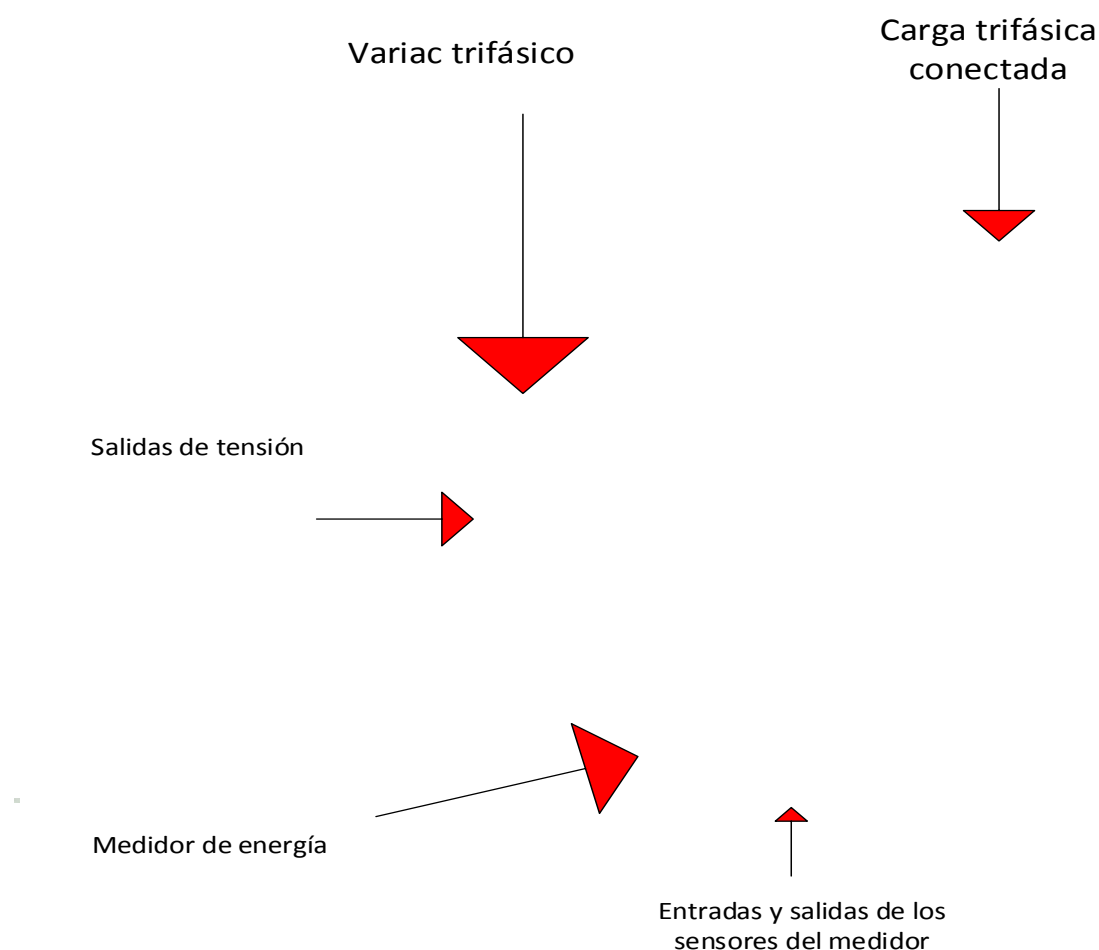 Variac trifásico
Carga trifásica
conectada
Salidas de tensión
Medidor de energía
Entradas y salidas de los
sensores del medidor